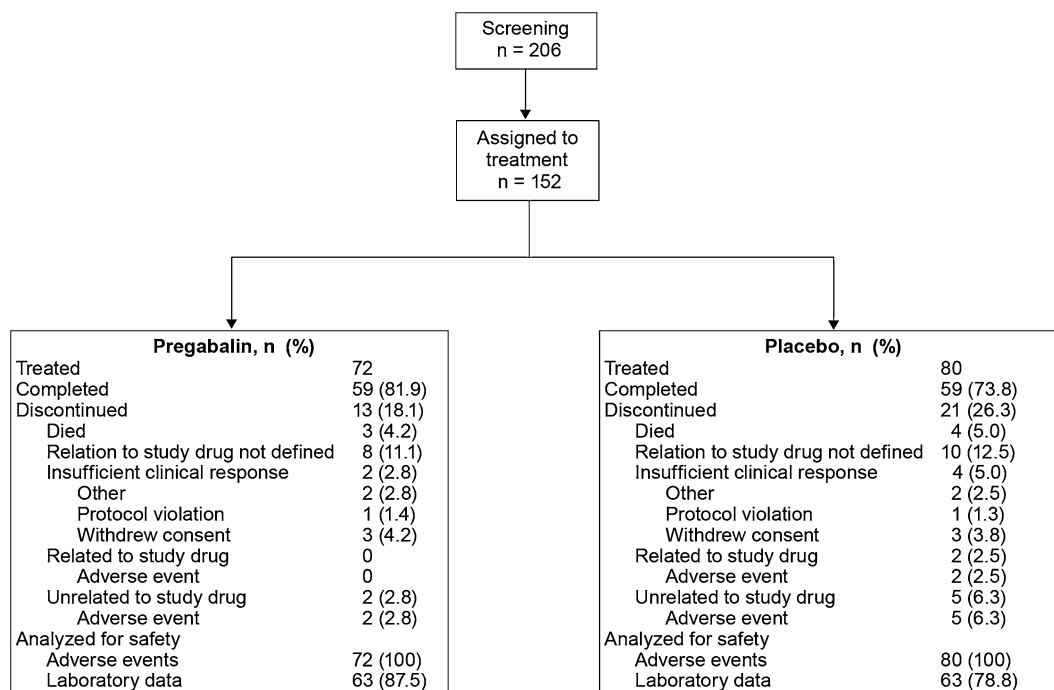 Screening
n = 206
Assigned to
treatment
n = 152
Pregabalin, n (%)
Treated 72
Completed 59 (81.9)
Discontinued 13 (18.1)
Died 3 (4.2)
Relation to study drug not defined 8 (11.1)
Insufficient clinical response 2 (2.8)
Other 2 (2.8)
Protocol violation 1 (1.4)
Withdrew consent 3 (4.2)
Related to study drug 0
Adverse event 0
Unrelated to study drug 2 (2.8)
Adverse event 2 (2.8)
Analyzed for safety
Adverse events 72 (100)
Laboratory data 63 (87.5)
Placebo, n (%)
Treated 80
Completed 59 (73.8)
Discontinued 21 (26.3)
Died 4 (5.0)
Relation to study drug not defined 10 (12.5)
Insufficient clinical response 4 (5.0)
Other 2 (2.5)
Protocol violation 1 (1.3)
Withdrew consent 3 (3.8)
Related to study drug 2 (2.5)
Adverse event 2 (2.5)
Unrelated to study drug 5 (6.3)
Adverse event 5 (6.3)
Analyzed for safety
Adverse events 80 (100)
Laboratory data 63 (78.8)